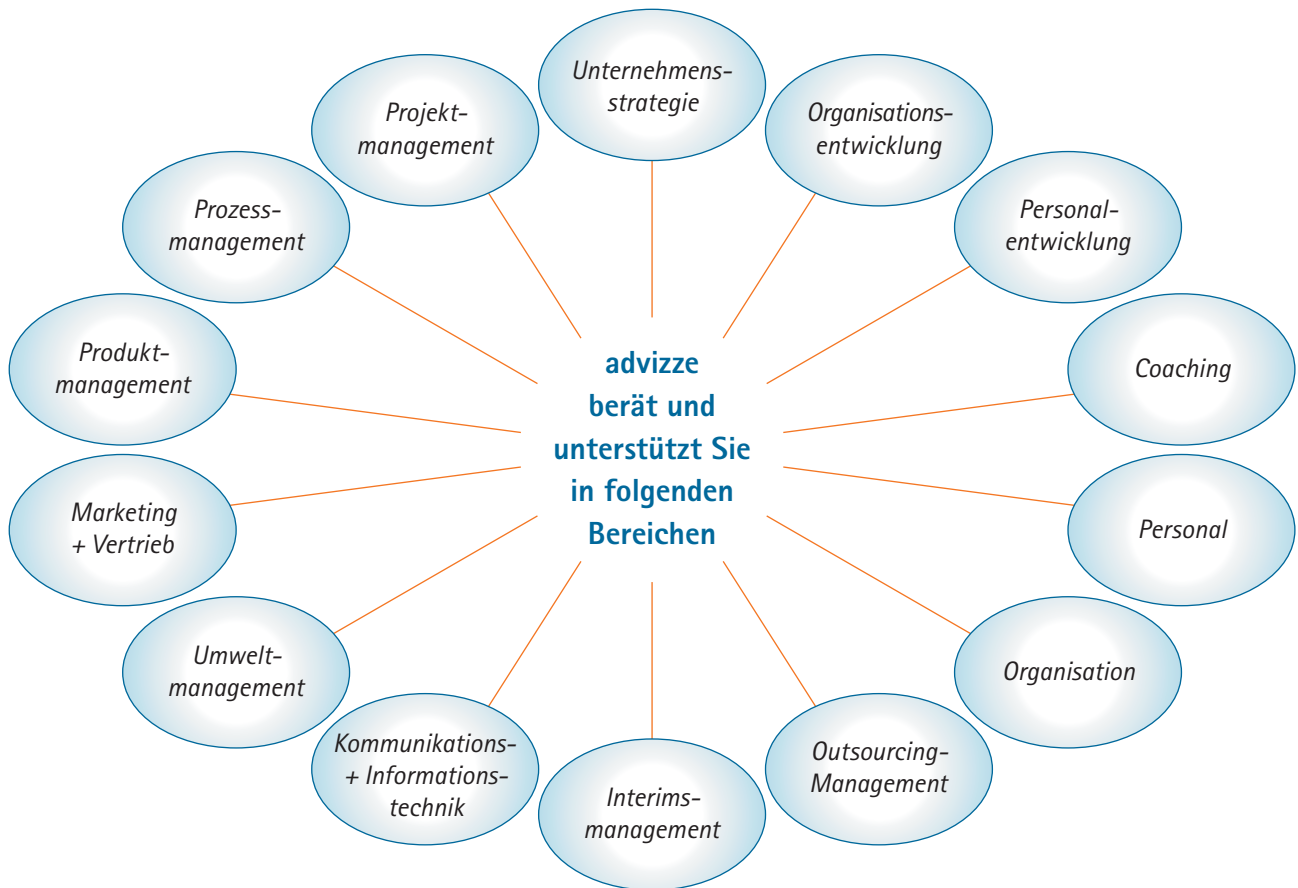 Unternehmens-
strategie
Organisations-
entwicklung
Personal-
entwicklung
Coaching
Personal
Organisation
Outsourcing-
Management
Interims-
management
Kommunikations-
+ Informations-
technik
Umwelt-
management
Marketing
+ Vertrieb
Produkt-
management
Prozess-
management
Projekt-
management
advizze
berät und
unterstützt Sie
in folgenden
Bereichen